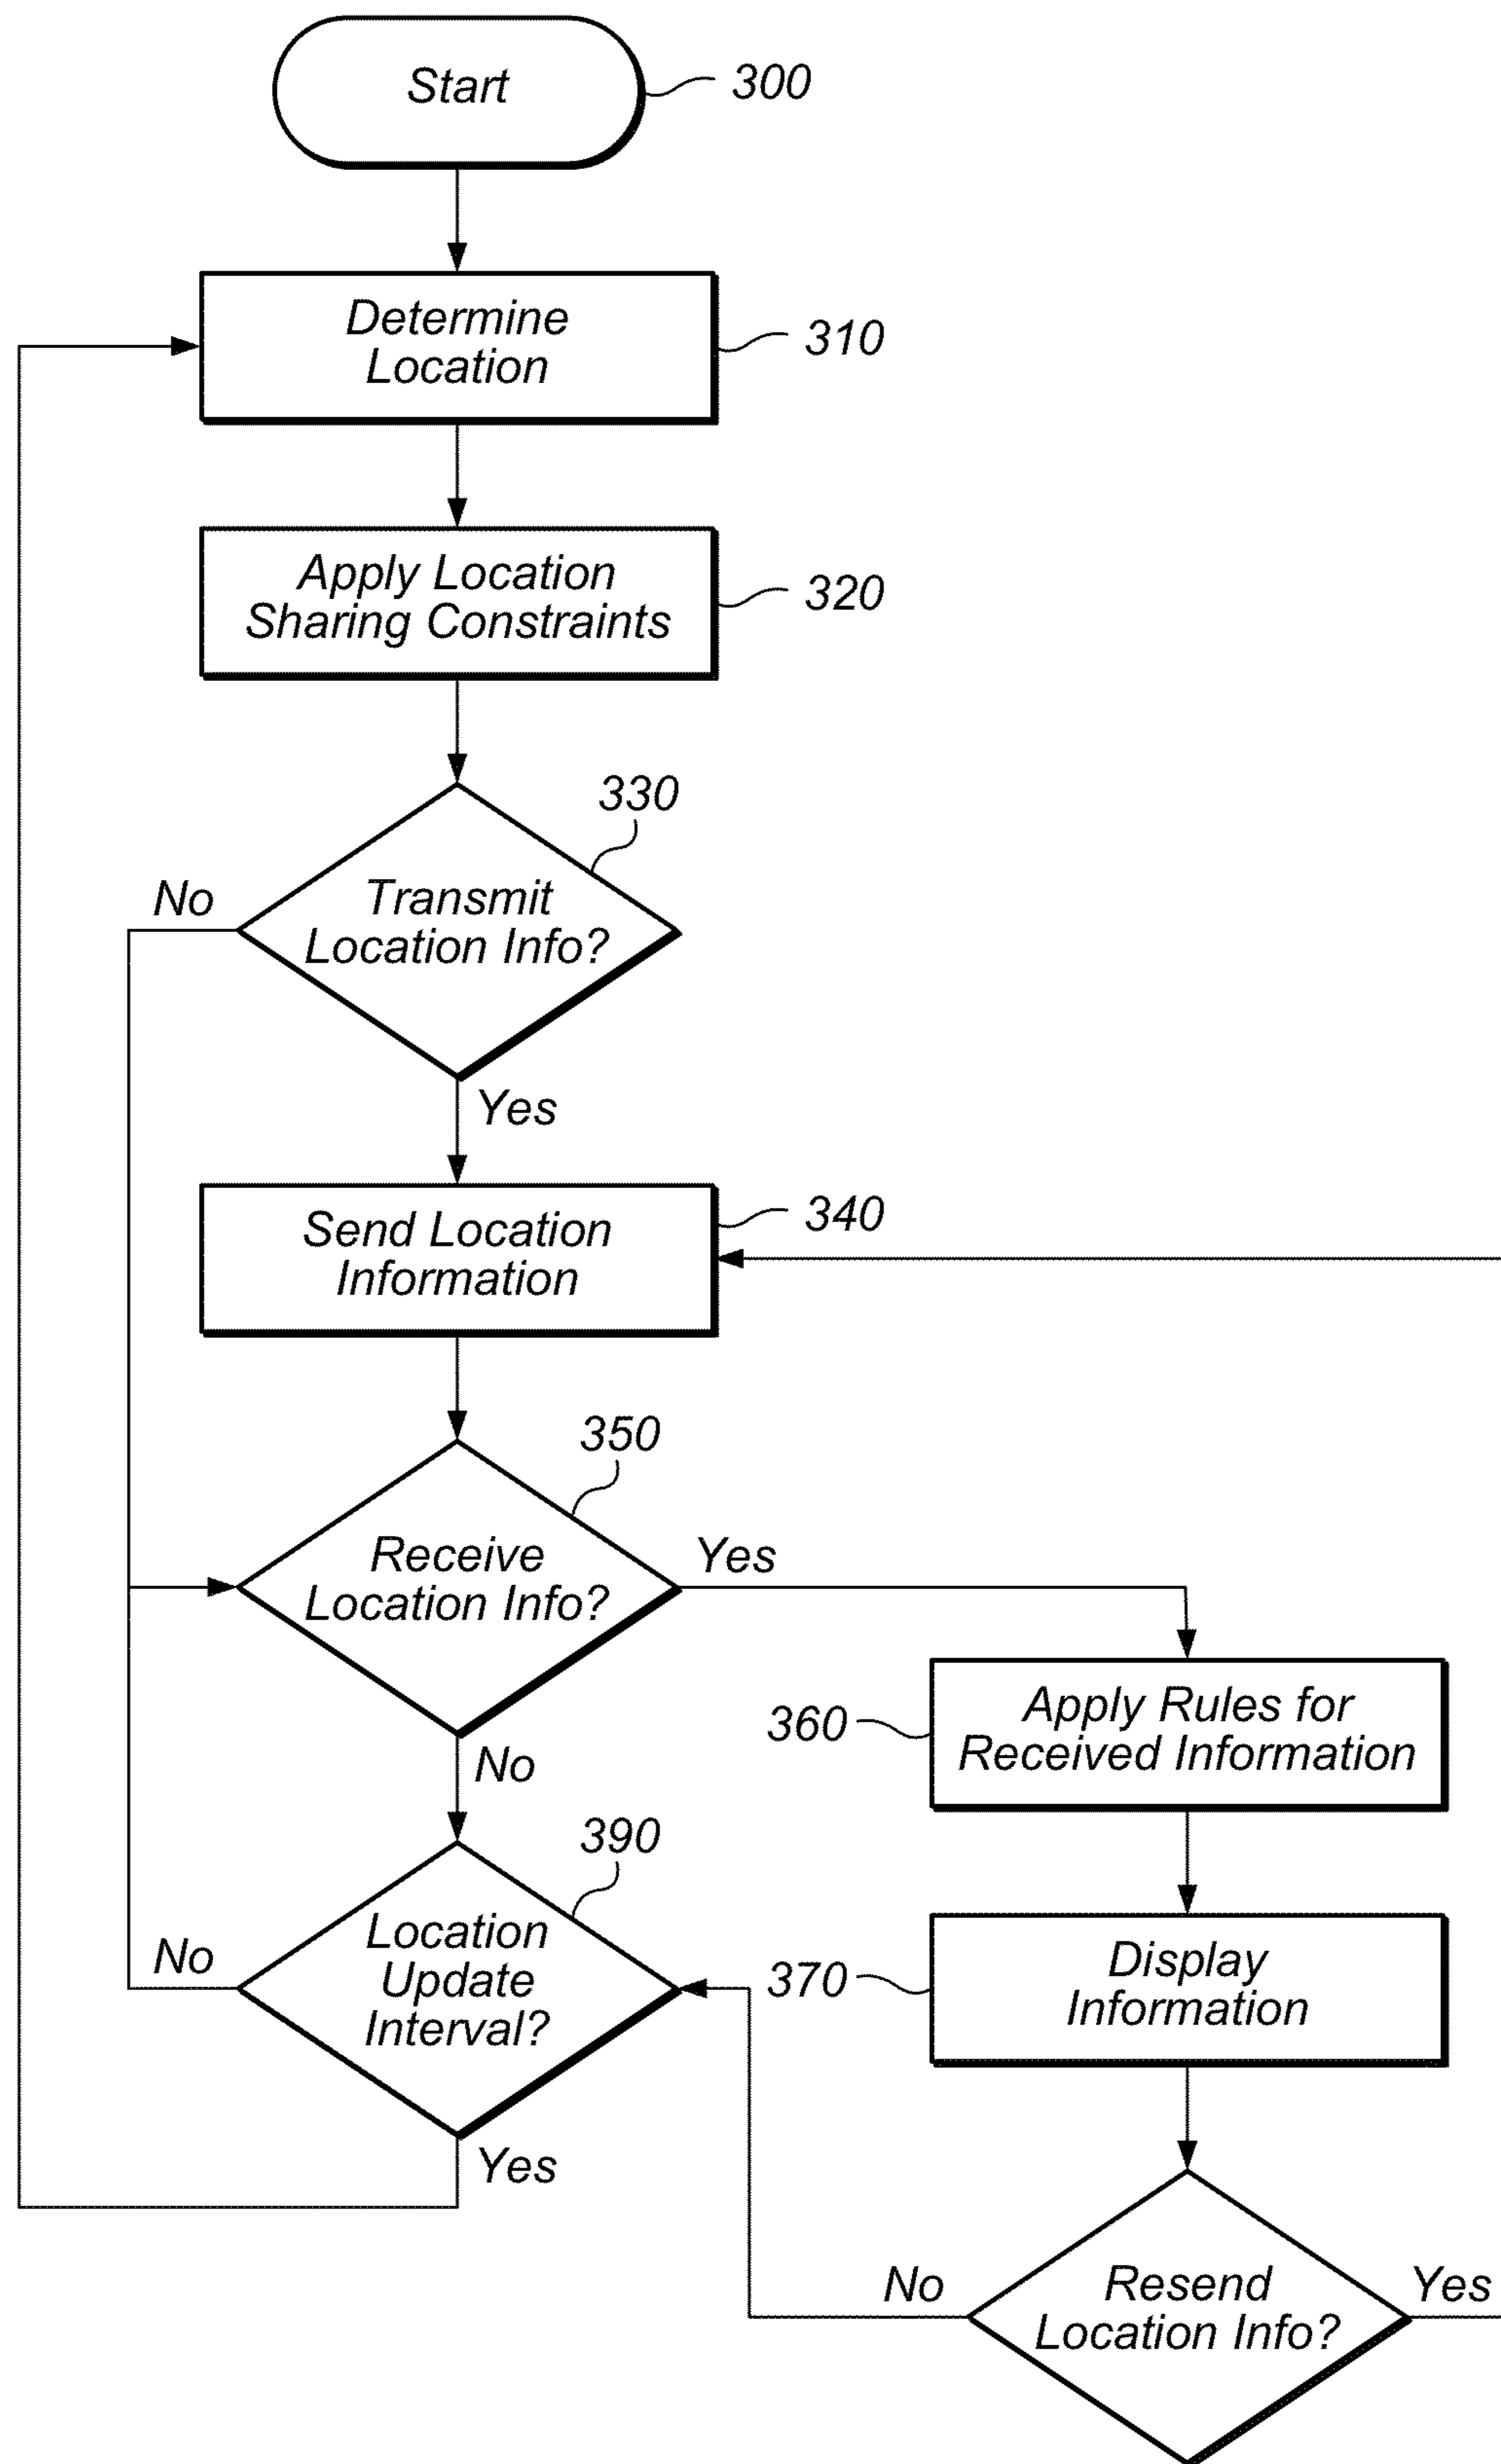 Start
300
Determine
Location
310
Apply Location
Sharing Constraints
320
330
Transmit
Location Info?
No
Yes
Send Location
Information
340
350
Receive
Location Info?
Yes
No
360
Apply Rules for
Received Information
390
Location
Update
Interval?
No
Yes
370
Display
Information
Resend
Location Info?
No
Yes